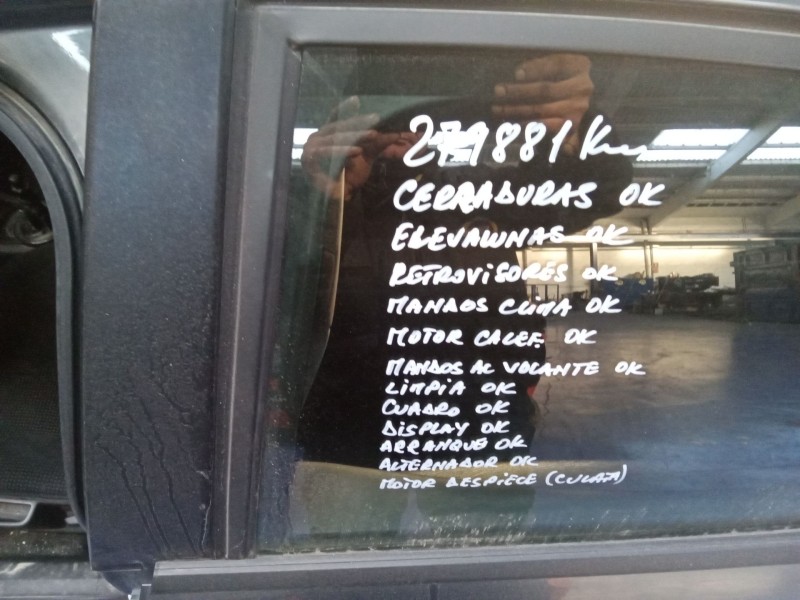 279881 Km
CERRADURAS OK
ELEVALUNAS OK
RETROVISORES OK
MANDOS CLIMA OK
MOTOR CALEF. OK
MANDOS AL VOLANTE OK
LIMPIA OK
CUADRO OK
DISPLAY OK
ARRANQUE OK
ALTERNADOR OK
MOTOR DESPIECE (CULATA)